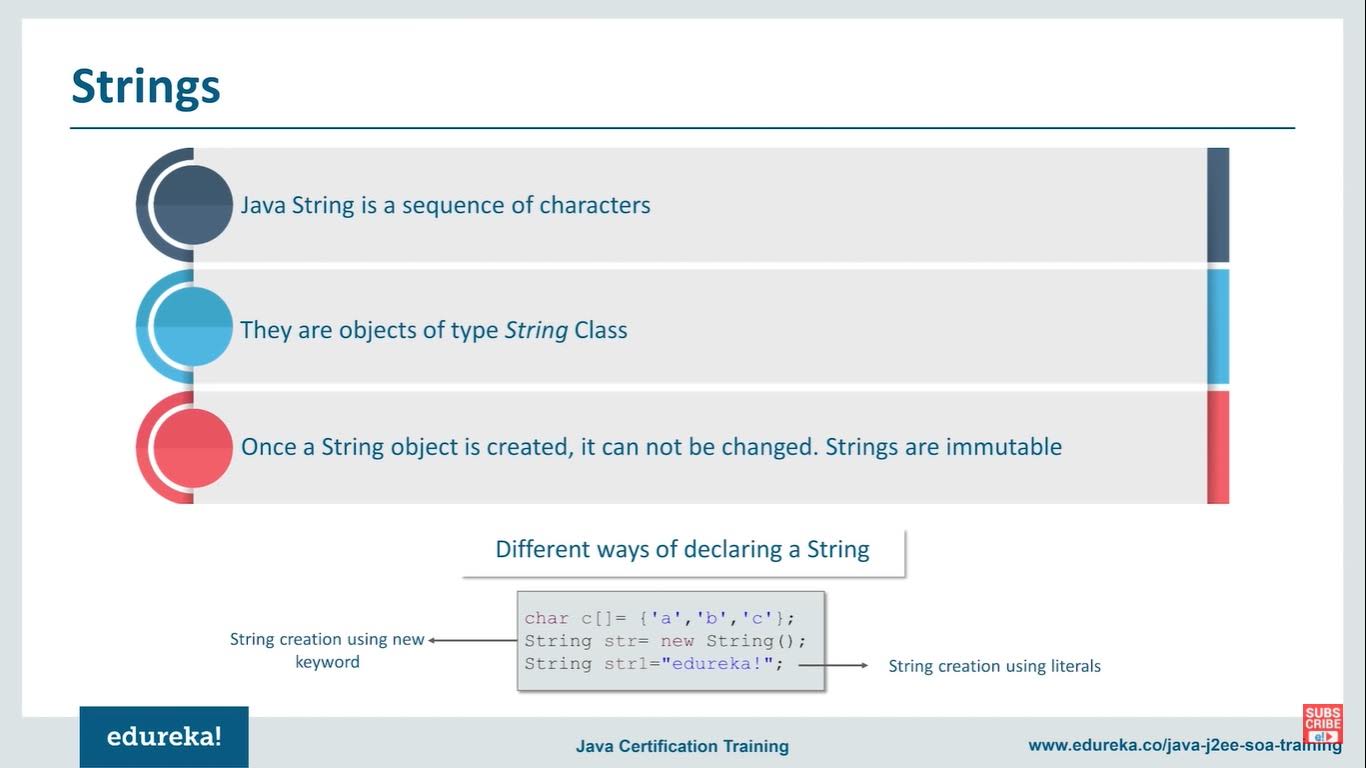 Strings
Java String is a sequence of characters
They are objects of type String Class
Once a String object is created, it can not be changed. Strings are immutable
Different ways of declaring a String
String creation using new
keyword
char c[]= {'a','b','c'};
String str= new String();
String str1="edureka!";
String creation using literals
SUBS
CRIBE
e!
edureka!
Java Certification Training
www.edureka.co/java-j2ee-soa-training